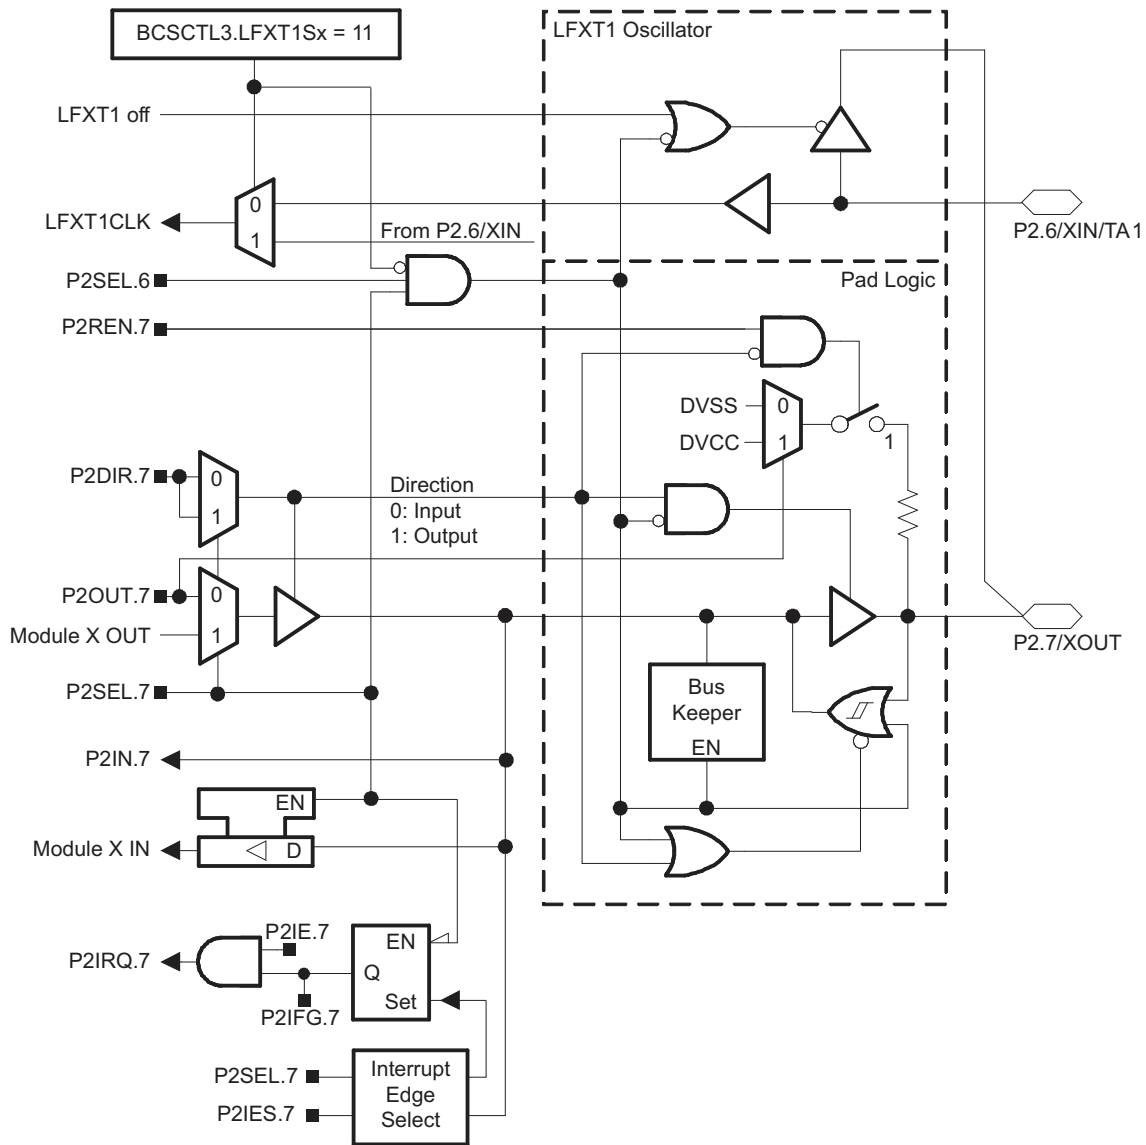 BCSCTL3.LFXT1Sx = 11
LFXT1 Oscillator
LFXT1 off
0
LFXT1CLK
1
From P2.6/XIN
P2.6/XIN/TA1
P2SEL.6
Pad Logic
P2REN.7
DVSS
0
DVCC
1
1
P2DIR.7
0
1
Direction
0: Input
1: Output
P2OUT.7
0
Module X OUT
1
P2.7/XOUT
P2SEL.7
Bus
Keeper
EN
P2IN.7
EN
Module X IN
D
P2IE.7
EN
P2IRQ.7
Q
Set
P2IFG.7
P2SEL.7
P2IES.7
Interrupt
Edge
Select